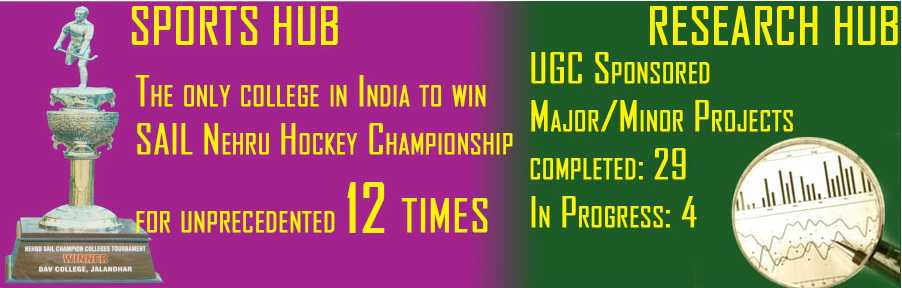 SPORTS HUB
The only college in India to win
SAIL Nehru Hockey Championship
for unprecedented 12 times
NEHRU SAIL CHAMPION COLLEGES TOURNAMENT
WINNER
DAV COLLEGE, JALANDHAR
RESEARCH HUB
UGC Sponsored
Major/Minor Projects
completed: 29
In Progress: 4